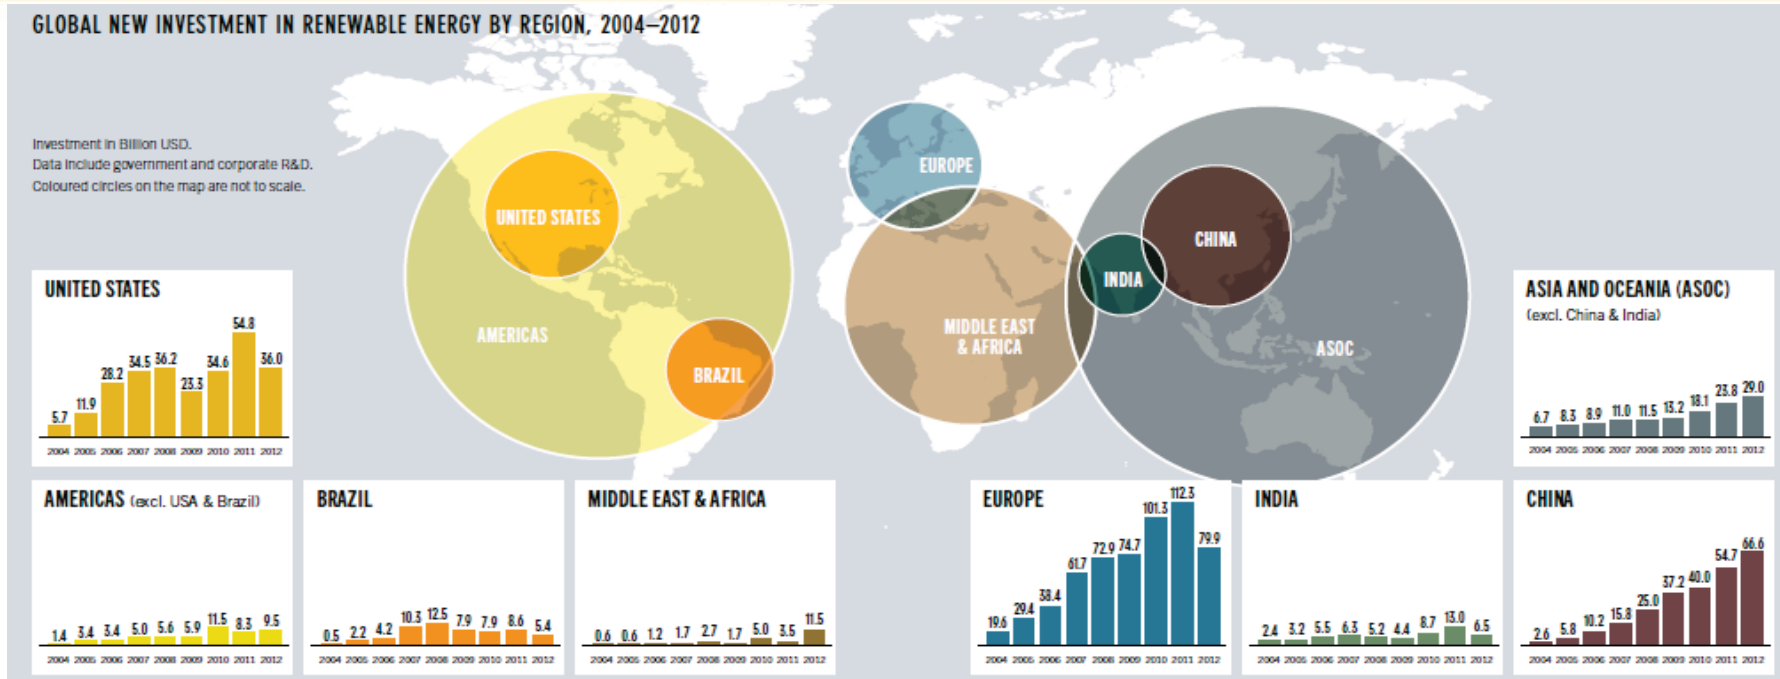 GLOBAL NEW INVESTMENT IN RENEWABLE ENERGY BY REGION, 2004–2012
Investment in Billion USD.
Data include government and corporate R&D.
Coloured circles on the map are not to scale.
UNITED STATES
AMERICAS
BRAZIL
EUROPE
MIDDLE EAST
& AFRICA
INDIA
CHINA
ASOC
UNITED STATES
5.7 11.9 28.2 34.5 36.2 23.3 34.6 54.8 36.0
2004 2005 2006 2007 2008 2009 2010 2011 2012
ASIA AND OCEANIA (ASOC)
(excl. China & India)
6.7 8.3 8.9 11.0 11.5 13.2 18.1 23.8 29.0
2004 2005 2006 2007 2008 2009 2010 2011 2012
AMERICAS (excl. USA & Brazil)
1.4 3.4 3.4 5.0 5.6 5.9 11.5 8.3 9.5
2004 2005 2006 2007 2008 2009 2010 2011 2012
BRAZIL
0.5 2.2 4.2 10.3 12.5 7.9 7.9 8.6 5.4
2004 2005 2006 2007 2008 2009 2010 2011 2012
MIDDLE EAST & AFRICA
0.6 0.6 1.2 1.7 2.7 1.7 5.0 3.5 11.5
2004 2005 2006 2007 2008 2009 2010 2011 2012
EUROPE
19.6 29.4 38.4 61.7 72.9 74.7 101.3 112.3 79.9
2004 2005 2006 2007 2008 2009 2010 2011 2012
INDIA
2.4 3.2 5.5 6.3 5.2 4.4 8.7 13.0 6.5
2004 2005 2006 2007 2008 2009 2010 2011 2012
CHINA
2.6 5.8 10.2 15.8 25.0 37.2 40.0 54.7 66.6
2004 2005 2006 2007 2008 2009 2010 2011 2012